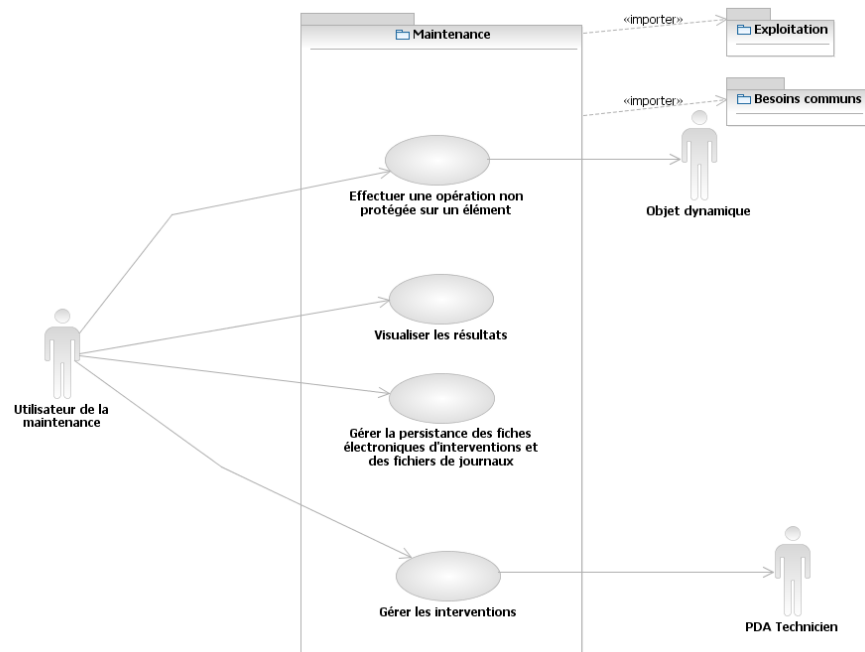 Maintenance
«importer»
Exploitation
«importer»
Besoins communs
Effectuer une opération non
protégée sur un élément
Objet dynamique
Visualiser les résultats
Utilisateur de la
maintenance
Gérer la persistance des fiches
électroniques d'interventions et
des fichiers de journaux
Gérer les interventions
PDA Technicien